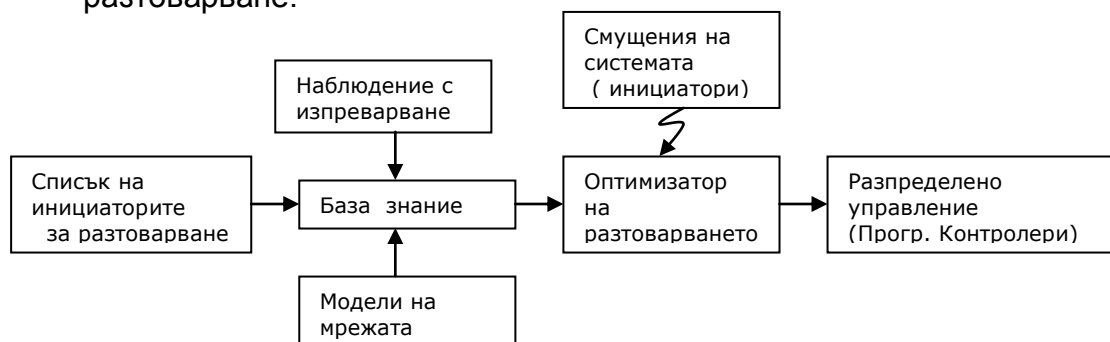 разтоварване.
Смущения на
системата
( инициатори)
Наблюдение с
изпреварване
Списък на
инициаторите
за разтоварване
База знание
Оптимизатор
на
разтоварването
Разпределено
управление
(Прогр. Контролери)
Модели на
мрежата